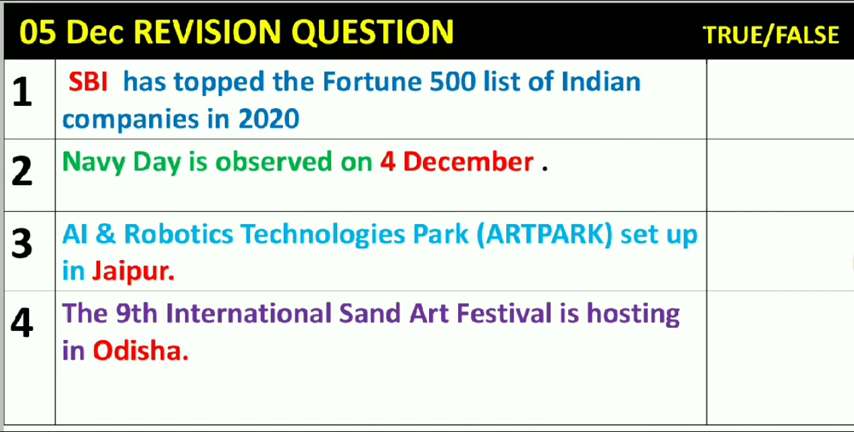 05 Dec REVISION QUESTION TRUE/FALSE
1 SBI has topped the Fortune 500 list of Indian
companies in 2020
2 Navy Day is observed on 4 December .
3 AI & Robotics Technologies Park (ARTPARK) set up
in Jaipur.
4 The 9th International Sand Art Festival is hosting
in Odisha.